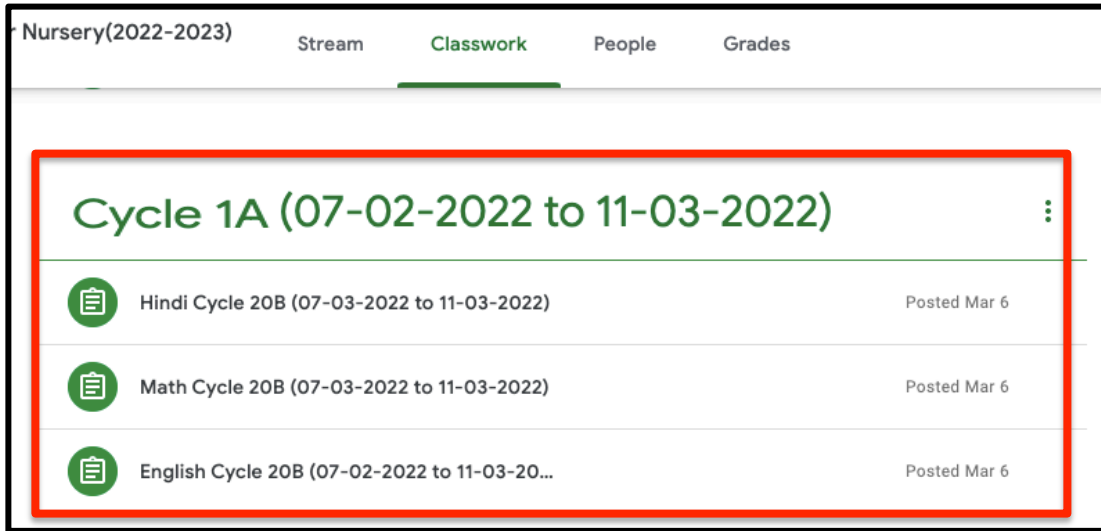 r Nursery(2022-2023)
Stream Classwork People Grades
Cycle 1A (07-02-2022 to 11-03-2022)
Hindi Cycle 20B (07-03-2022 to 11-03-2022) Posted Mar 6
Math Cycle 20B (07-03-2022 to 11-03-2022) Posted Mar 6
English Cycle 20B (07-02-2022 to 11-03-20... Posted Mar 6